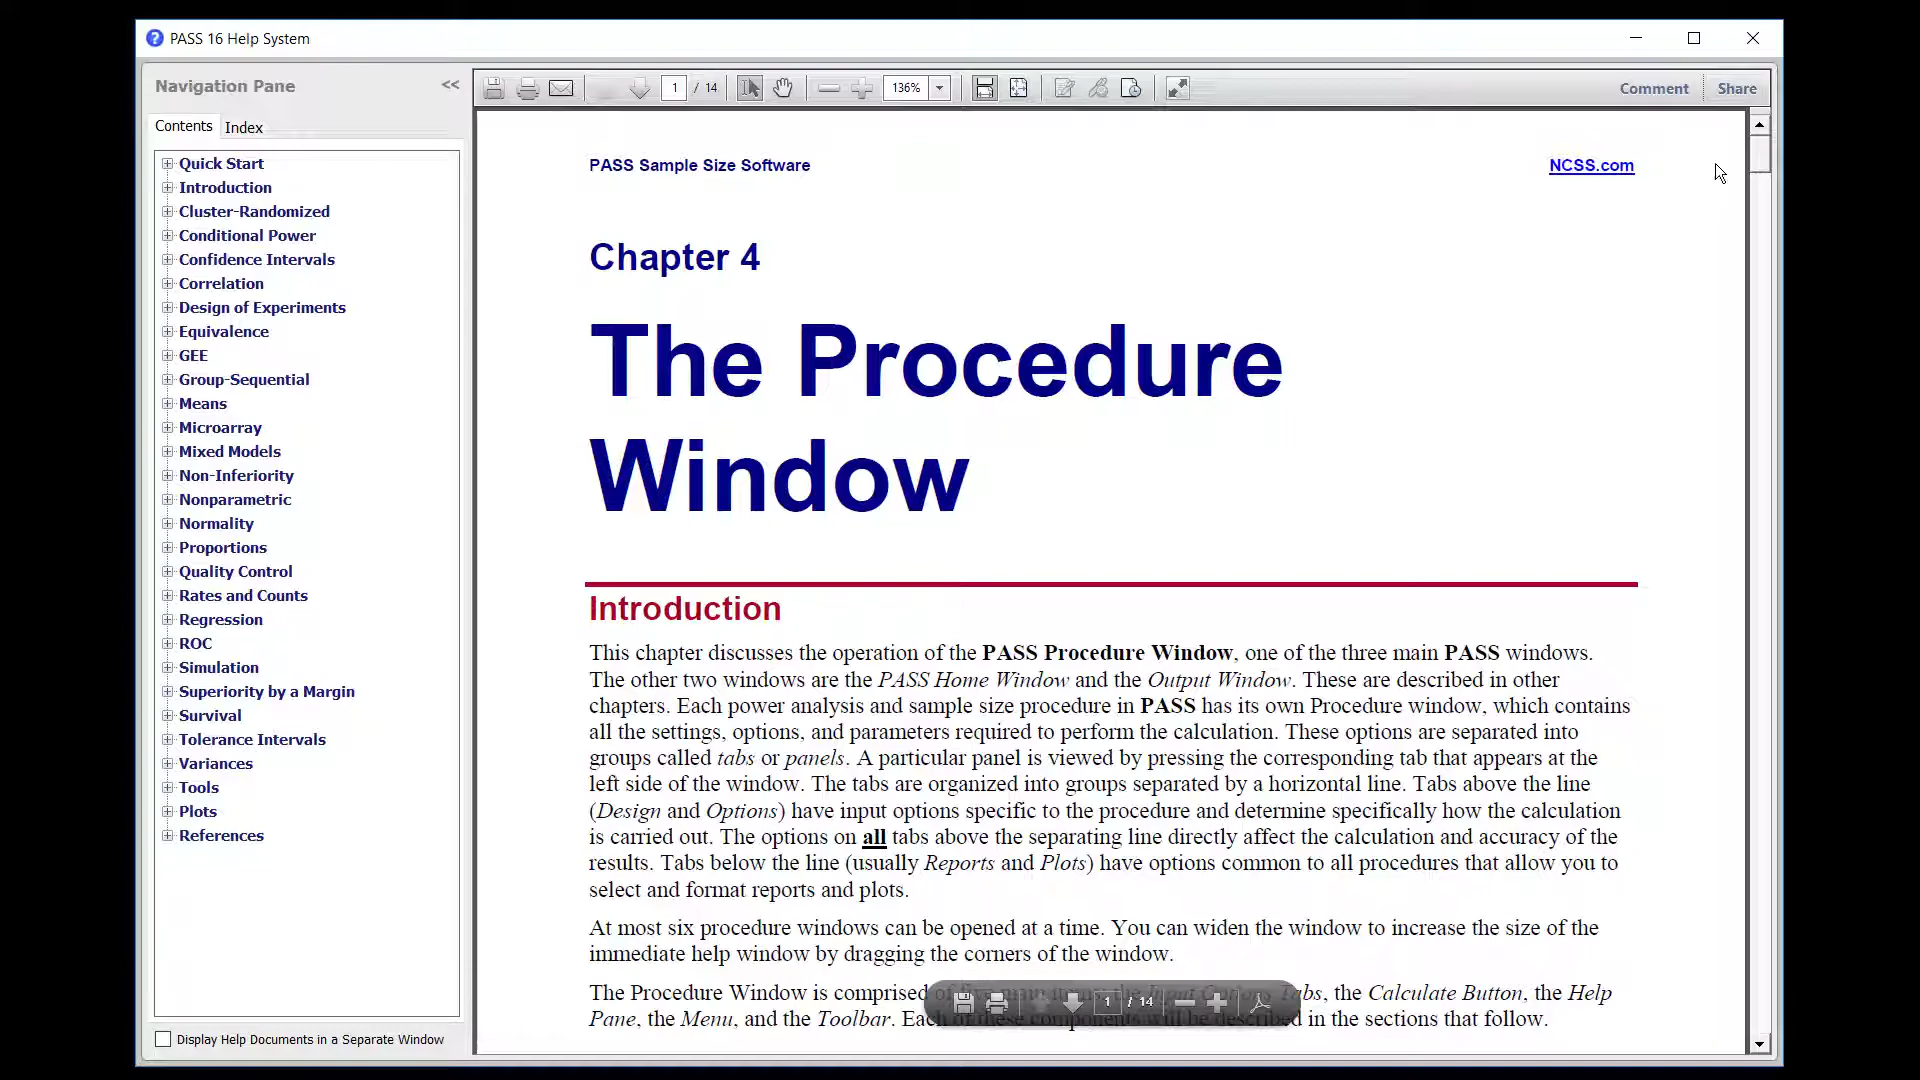 PASS 16 Help System
Navigation Pane
<<
Contents
Index
Quick Start
Introduction
Cluster-Randomized
Conditional Power
Confidence Intervals
Correlation
Design of Experiments
Equivalence
GEE
Group-Sequential
Means
Microarray
Mixed Models
Non-Inferiority
Nonparametric
Normality
Proportions
Quality Control
Rates and Counts
Regression
ROC
Simulation
Superiority by a Margin
Survival
Tolerance Intervals
Variances
Tools
Plots
References
Display Help Documents in a Separate Window
1 / 14
136%
Comment
Share
PASS Sample Size Software
NCSS.com
Chapter 4
The Procedure
Window
Introduction
This chapter discusses the operation of the PASS Procedure Window, one of the three main PASS windows.
The other two windows are the PASS Home Window and the Output Window. These are described in other
chapters. Each power analysis and sample size procedure in PASS has its own Procedure window, which contains
all the settings, options, and parameters required to perform the calculation. These options are separated into
groups called tabs or panels. A particular panel is viewed by pressing the corresponding tab that appears at the
left side of the window. The tabs are organized into groups separated by a horizontal line. Tabs above the line
(Design and Options) have input options specific to the procedure and determine specifically how the calculation
is carried out. The options on all tabs above the separating line directly affect the calculation and accuracy of the
results. Tabs below the line (usually Reports and Plots) have options common to all procedures that allow you to
select and format reports and plots.
At most six procedure windows can be opened at a time. You can widen the window to increase the size of the
immediate help window by dragging the corners of the window.
The Procedure Window is comprised of five main items: the Input Options Tabs, the Calculate Button, the Help
Pane, the Menu, and the Toolbar. Each of these components will be described in the sections that follow.
1 / 14